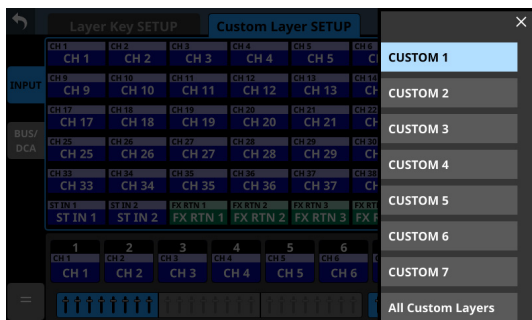 Layer Key SETUP Custom Layer SETUP
CUSTOM 1
CUSTOM 2
CUSTOM 3
CUSTOM 4
CUSTOM 5
CUSTOM 6
CUSTOM 7
All Custom Layers
INPUT
BUS/
DCA
CH 1 CH 2 CH 3 CH 4 CH 5 CH 6
CH 1 CH 2 CH 3 CH 4 CH 5
CH 9 CH 10 CH 11 CH 12 CH 13 CH 14
CH 9 CH 10 CH 11 CH 12 CH 13 CH
CH 17 CH 18 CH 19 CH 20 CH 21 CH 22
CH 17 CH 18 CH 19 CH 20 CH 21 CH
CH 25 CH 26 CH 27 CH 28 CH 29 CH 30
CH 25 CH 26 CH 27 CH 28 CH 29 CH
CH 33 CH 34 CH 35 CH 36 CH 37 CH 38
CH 33 CH 34 CH 35 CH 36 CH 37 CH
ST IN 1 ST IN 2 FX RTN 1 FX RTN 2 FX RTN 3 FX RT
ST IN 1 ST IN 2 FX RTN 1 FX RTN 2 FX RTN 3 FX R
1 2 3 4 5 6
CH 1 CH 2 CH 3 CH 4 CH 5 CH 6
CH 1 CH 2 CH 3 CH 4 CH 5 CH 6